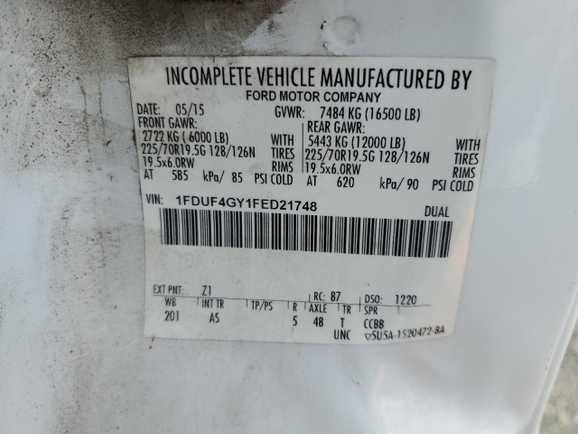 INCOMPLETE VEHICLE MANUFACTURED BY
FORD MOTOR COMPANY
DATE: 05/15 GVWR: 7484 KG (16500 LB)
FRONT GAWR: REAR GAWR:
2722 KG ( 6000 LB) WITH 5443 KG (12000 LB) WITH
225/70R19.5G 128/126N TIRES 225/70R19.5G 128/126N TIRES
19.5x6.0RW RIMS 19.5x6.0RW RIMS
AT 585 kPa/ 85 PSI COLD AT 620 kPa/ 90 PSI COLD
VIN: 1FDUF4GY1FED21748 DUAL
EXT PNT: Z1 RC: 87 DSO: 1220
WB INT TR TP/PS R AXLE TR SPR
201 AS 5 48 T CCBB
UNC 5U5A-1520472-BA